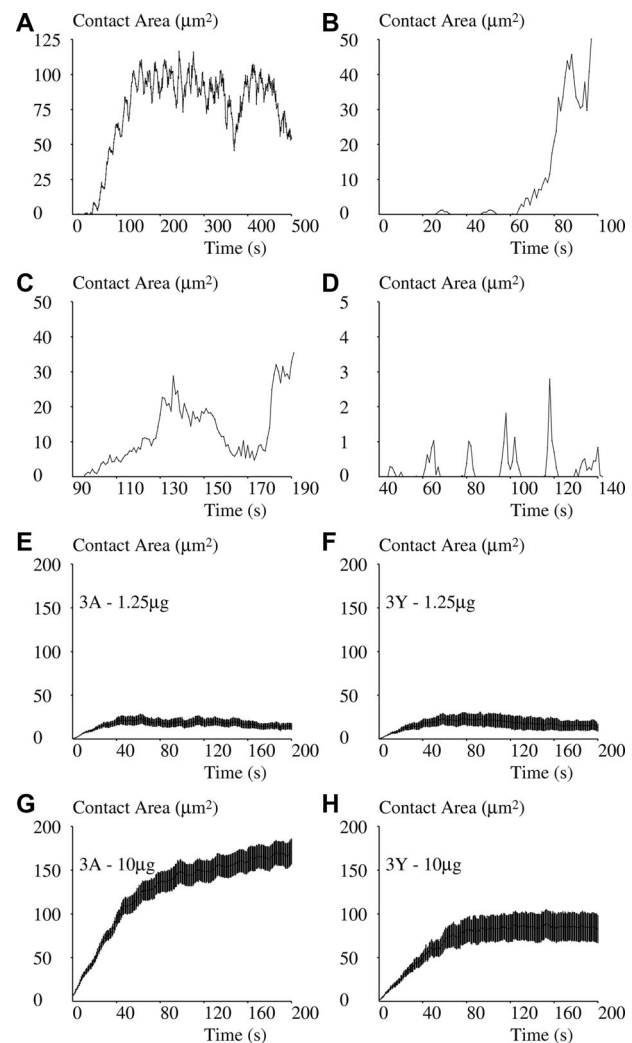 A Contact Area (μm²)
125
100
75
50
25
0
0 100 200 300 400 500
Time (s)
B Contact Area (μm²)
50
40
30
20
10
0
0 20 40 60 80 100
Time (s)
C Contact Area (μm²)
50
40
30
20
10
0
90 110 130 150 170 190
Time (s)
D Contact Area (μm²)
5
4
3
2
1
0
40 60 80 100 120 140
Time (s)
E Contact Area (μm²)
200
150
100
50
0
3A - 1.25μg
0 40 80 120 160 200
Time (s)
F Contact Area (μm²)
200
150
100
50
0
3Y - 1.25μg
0 40 80 120 160 200
Time (s)
G Contact Area (μm²)
200
150
100
50
0
3A - 10μg
0 40 80 120 160 200
Time (s)
H Contact Area (μm²)
200
150
100
50
0
3Y - 10μg
0 40 80 120 160 200
Time (s)